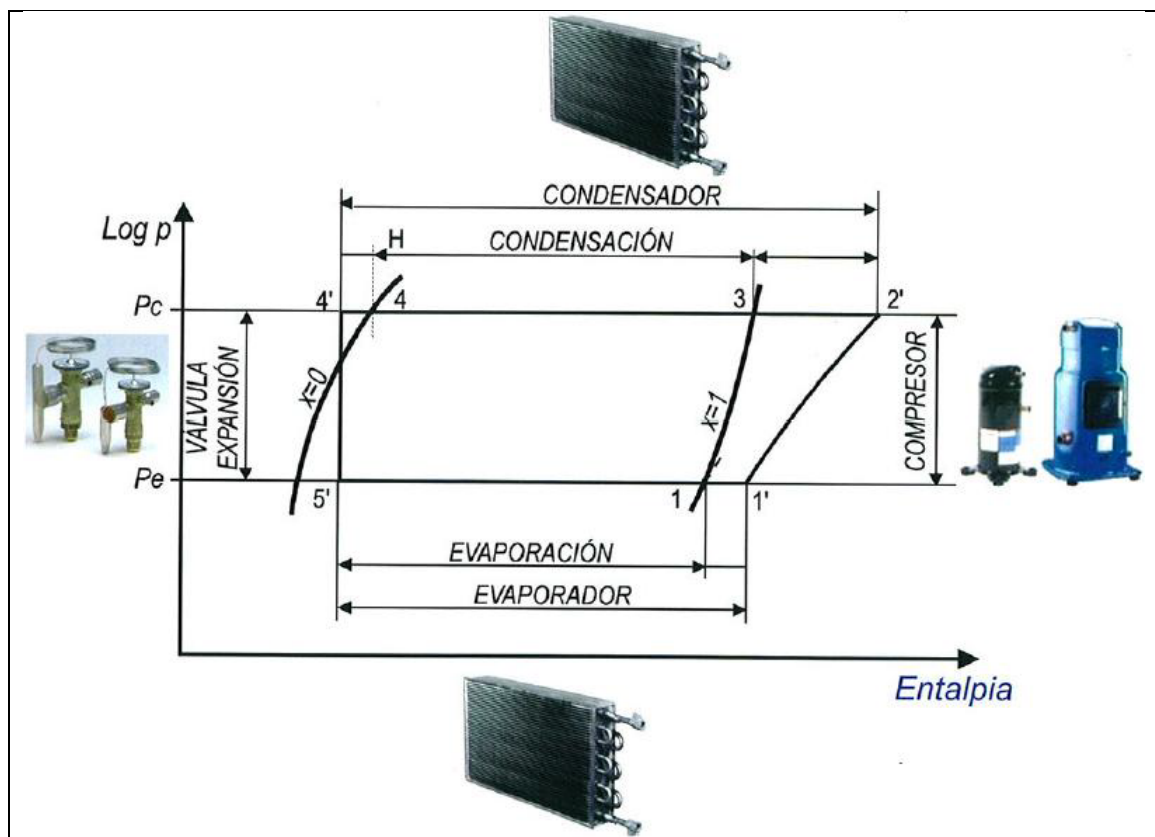 CONDENSADOR
Log p
H
CONDENSACIÓN
Pc
4'
4
3
2'
VALVULA
EXPANSIÓN
x=0
x=1
COMPRESOR
Pe
5'
1
1'
EVAPORACIÓN
EVAPORADOR
Entalpia